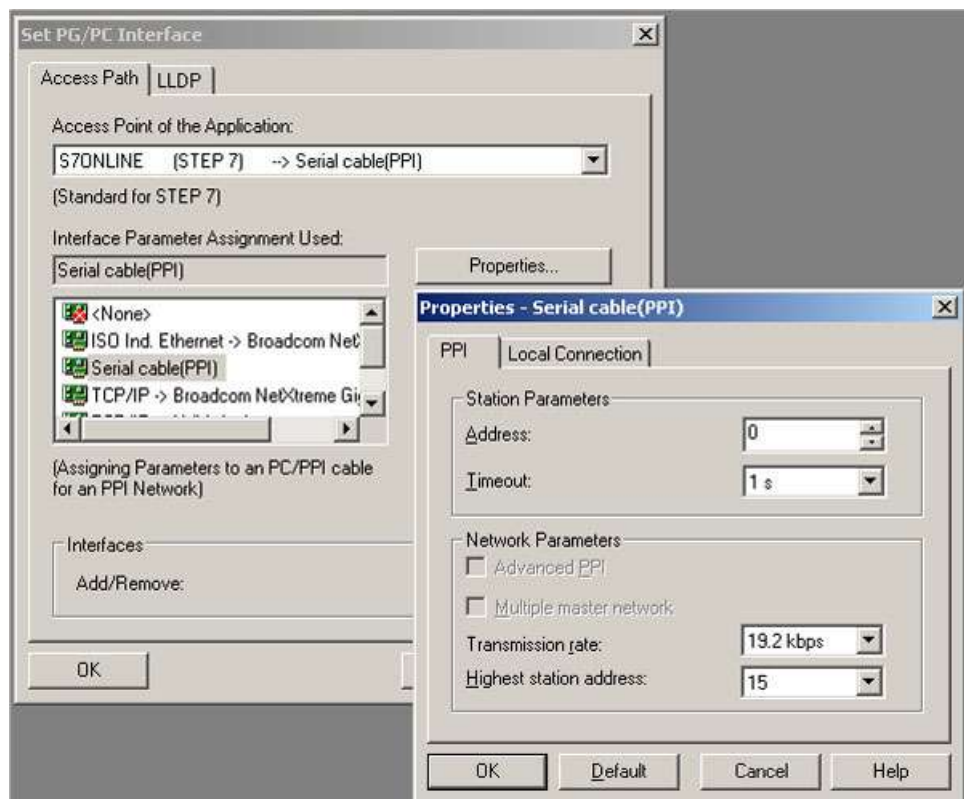 Set PG/PC Interface
Access Path
LLDP
Access Point of the Application:
S7ONLINE (STEP 7) --> Serial cable(PPI)
(Standard for STEP 7)
Interface Parameter Assignment Used:
Serial cable(PPI)
Properties...
<None>
ISO Ind. Ethernet -> Broadcom Net
Serial cable(PPI)
TCP/IP -> Broadcom NetXtreme Gi
(Assigning Parameters to an PC/PPI cable
for an PPI Network)
Interfaces
Add/Remove:
OK
Properties - Serial cable(PPI)
PPI
Local Connection
Station Parameters
Address:
0
Timeout:
1 s
Network Parameters
Advanced PPI
Multiple master network
Transmission rate:
19.2 kbps
Highest station address:
15
OK
Default
Cancel
Help